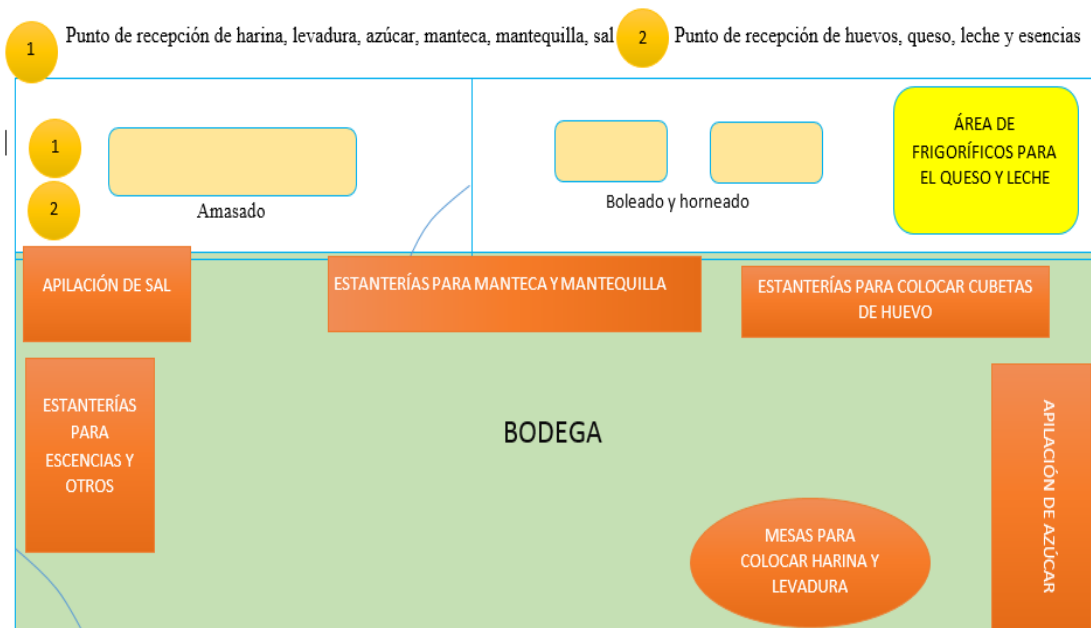 1 Punto de recepción de harina, levadura, azúcar, manteca, mantequilla, sal 2 Punto de recepción de huevos, queso, leche y esencias
1
2
Amasado
Boleado y horneado
ÁREA DE
FRIGORÍFICOS PARA
EL QUESO Y LECHE
APILACIÓN DE SAL
ESTANTERÍAS PARA MANTECA Y MANTEQUILLA
ESTANTERÍAS PARA COLOCAR CUBETAS
DE HUEVO
ESTANTERÍAS
PARA
ESCENCIAS Y
OTROS
BODEGA
MESAS PARA
COLOCAR HARINA Y
LEVADURA
APILACIÓN DE AZÚCAR